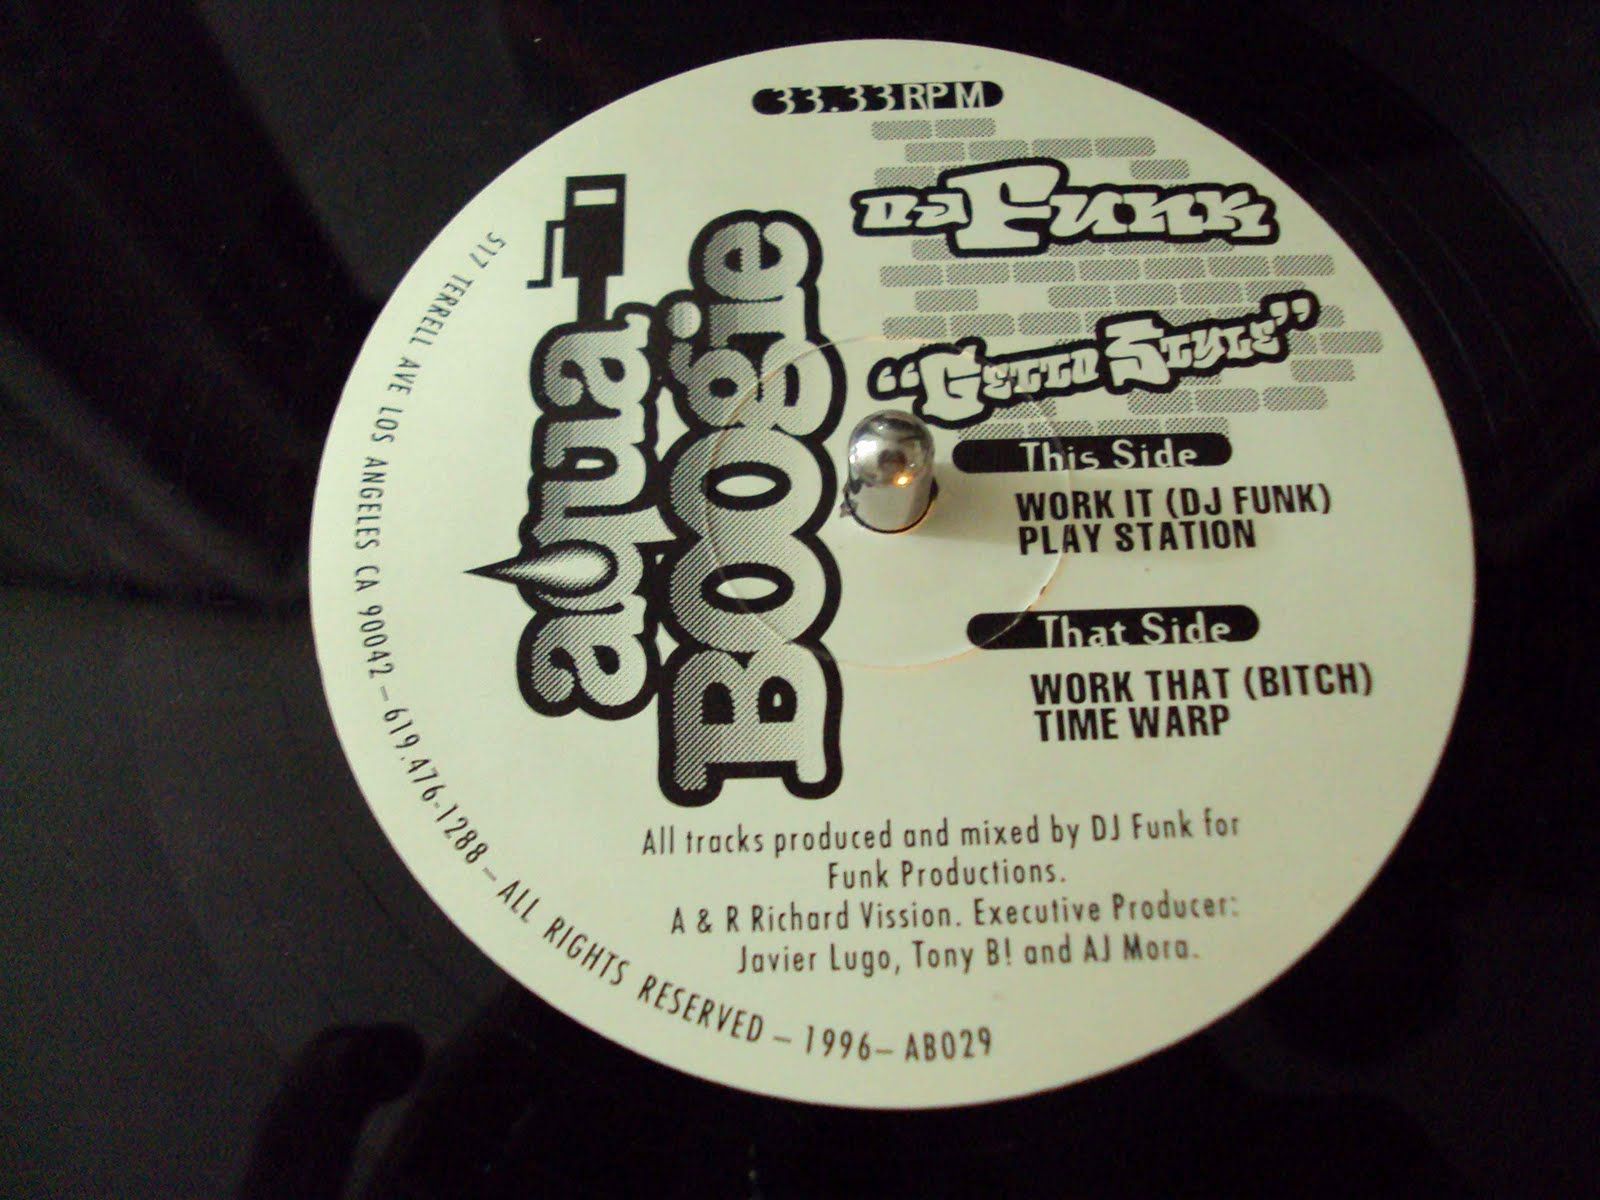 33.33 RPM
DJ Funk
“Getto Style”
aqua
Boogie
This Side
WORK IT (DJ FUNK)
PLAY STATION
That Side
WORK THAT (BITCH)
TIME WARP
All tracks produced and mixed by DJ Funk for
Funk Productions.
A & R Richard Vission. Executive Producer:
Javier Lugo, Tony B! and AJ Mora.
517 TERRELL AVE LOS ANGELES CA 90042 – 619.476-1288 – ALL RIGHTS RESERVED – 1996 – AB029